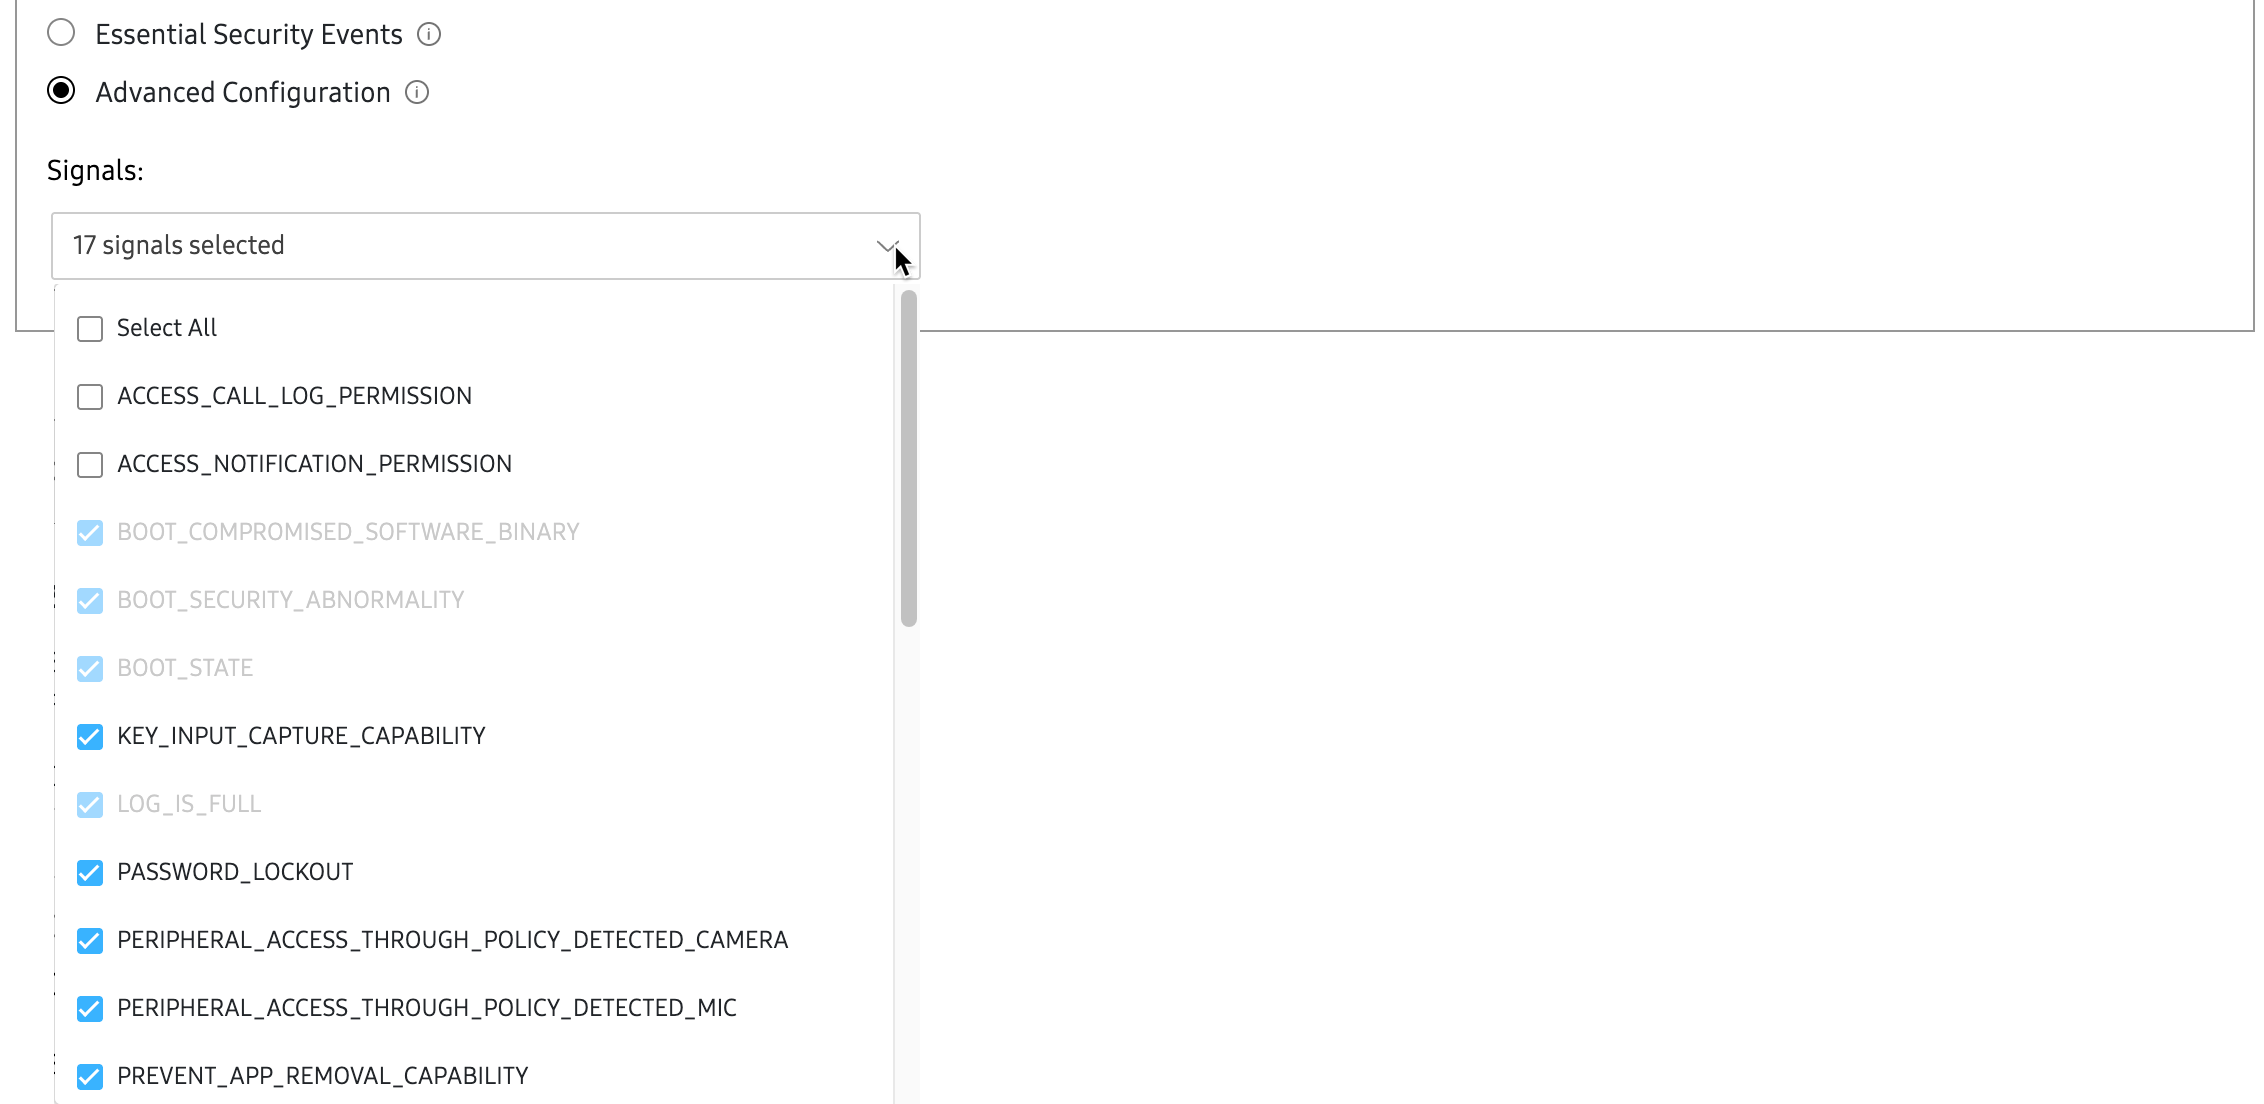 Essential Security Events
Advanced Configuration
Signals:
17 signals selected
Select All
ACCESS_CALL_LOG_PERMISSION
ACCESS_NOTIFICATION_PERMISSION
BOOT_COMPROMISED_SOFTWARE_BINARY
BOOT_SECURITY_ABNORMALITY
BOOT_STATE
KEY_INPUT_CAPTURE_CAPABILITY
LOG_IS_FULL
PASSWORD_LOCKOUT
PERIPHERAL_ACCESS_THROUGH_POLICY_DETECTED_CAMERA
PERIPHERAL_ACCESS_THROUGH_POLICY_DETECTED_MIC
PREVENT_APP_REMOVAL_CAPABILITY